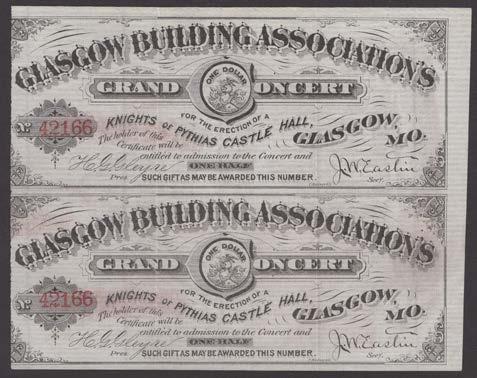 GLASGOW BUILDING ASSOCIATION'S
ONE DOLLAR
GRAND CONCERT
FOR THE ERECTION OF A
KNIGHTS OF PYTHIAS CASTLE HALL,
GLASGOW, MO.
No 42166
The holder of this
Certificate will be
entitled to admission to the Concert and
ONE HALF
Pres.
SUCH GIFT AS MAY BE AWARDED THIS NUMBER.
J.W. Eastin
Secy.
GLASGOW BUILDING ASSOCIATION'S
ONE DOLLAR
GRAND CONCERT
FOR THE ERECTION OF A
KNIGHTS OF PYTHIAS CASTLE HALL,
GLASGOW, MO.
No 42166
The holder of this
Certificate will be
entitled to admission to the Concert and
ONE HALF
Pres.
SUCH GIFT AS MAY BE AWARDED THIS NUMBER.
J.W. Eastin
Secy.